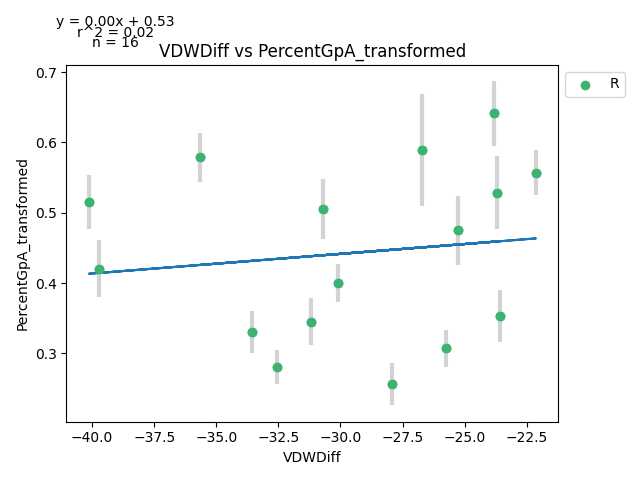 y = 0.00x + 0.53
r^2 = 0.02
n = 16
VDWDiff vs PercentGpA_transformed
R
0.7
0.6
0.5
0.4
0.3
PercentGpA_transformed
−40.0 −37.5 −35.0 −32.5 −30.0 −27.5 −25.0 −22.5
VDWDiff